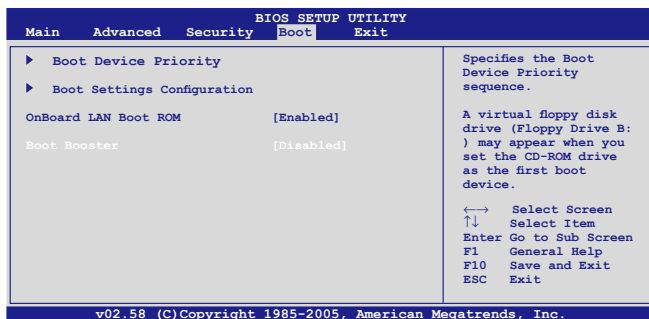 BIOS SETUP UTILITY
Main Advanced Security Boot Exit
Boot Device Priority
Boot Settings Configuration
OnBoard LAN Boot ROM [Enabled]
Boot Booster [Disabled]
Specifies the Boot
Device Priority
sequence.
A virtual floppy disk
drive (Floppy Drive B:
) may appear when you
set the CD-ROM drive
as the first boot
device.
←→ Select Screen
↑↓ Select Item
Enter Go to Sub Screen
F1 General Help
F10 Save and Exit
ESC Exit
v02.58 (C)Copyright 1985-2005, American Megatrends, Inc.